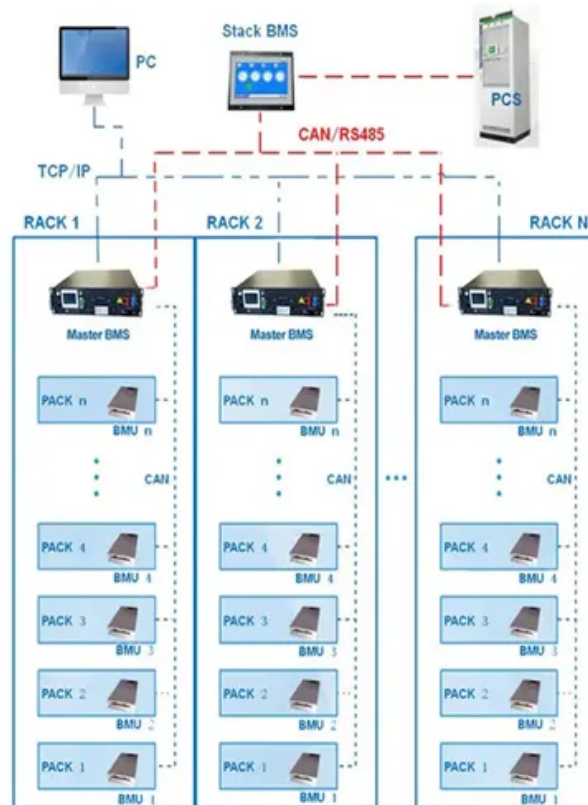 PC
Stack BMS
PCS
CAN/RS485
TCP/IP
RACK 1
RACK 2
RACK N
Master BMS
Master BMS
Master BMS
PACK n
BMU n
PACK n
BMU n
PACK n
BMU n
CAN
CAN
CAN
PACK 4
BMU 4
PACK 4
BMU 4
PACK 4
BMU 4
PACK 3
BMU 3
PACK 3
BMU 3
PACK 3
BMU 3
PACK 2
BMU 2
PACK 2
BMU 2
PACK 2
BMU 2
PACK 1
BMU 1
PACK 1
BMU 1
PACK 1
BMU 1